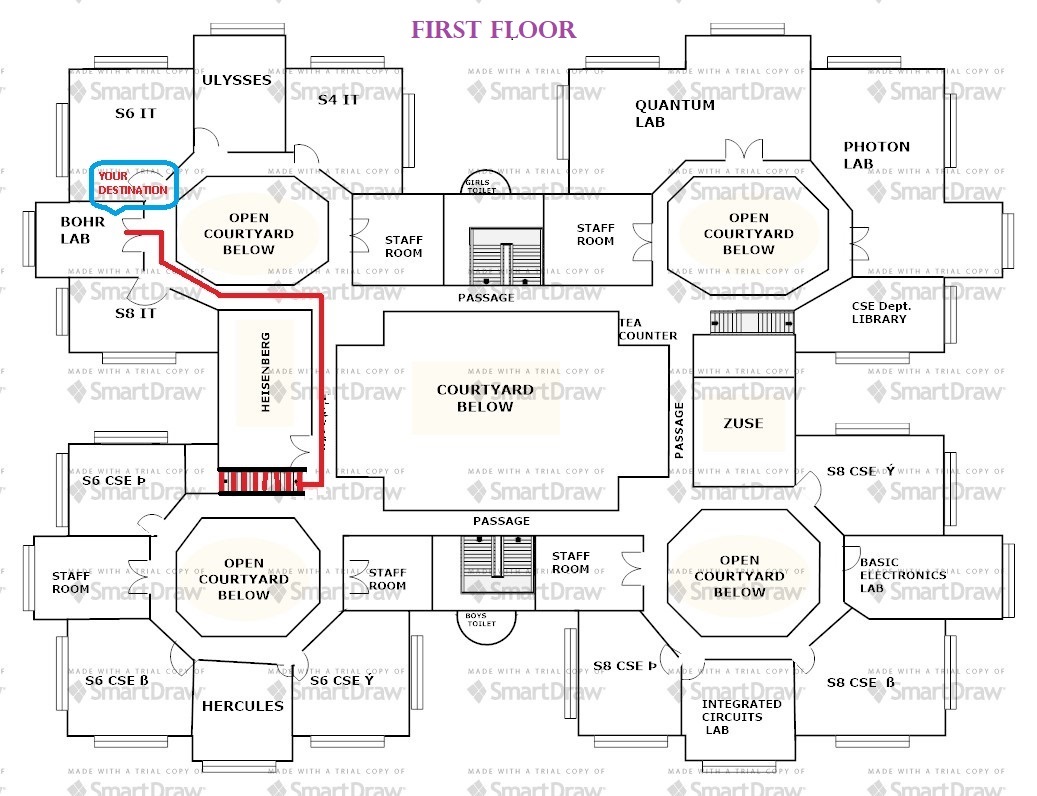 FIRST FLOOR
ULYSSES
S6 IT
S4 IT
QUANTUM
LAB
PHOTON
LAB
YOUR
DESTINATION
GIRLS
TOILET
BOHR
LAB
OPEN
COURTYARD
BELOW
STAFF
ROOM
STAFF
ROOM
OPEN
COURTYARD
BELOW
PASSAGE
S8 IT
TEA
COUNTER
CSE Dept.
LIBRARY
HEISENBERG
COURTYARD
BELOW
PASSAGE
ZUSE
S6 CSE Þ
S8 CSE Ý
PASSAGE
STAFF
ROOM
OPEN
COURTYARD
BELOW
STAFF
ROOM
STAFF
ROOM
OPEN
COURTYARD
BELOW
BASIC
ELECTRONICS
LAB
BOYS
TOILET
S6 CSE ß
HERCULES
S6 CSE Ý
S8 CSE Þ
INTEGRATED
CIRCUITS
LAB
S8 CSE ß
MADE WITH A TRIAL COPY OF
SmartDraw